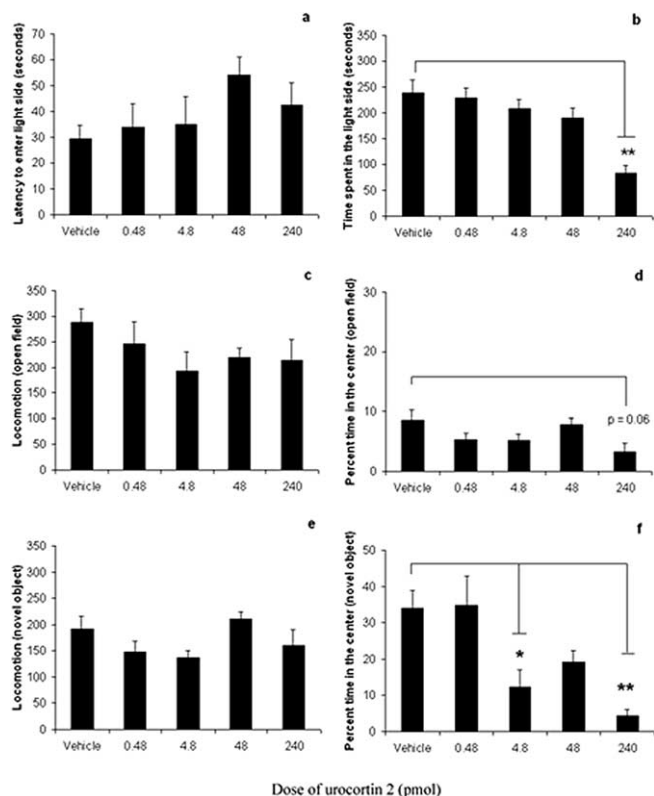 a
Latency to enter light side (seconds)
70
60
50
40
30
20
10
0
Vehicle 0.48 4.8 48 240
b
Time spent in the light side (seconds)
350
300
250
200
150
100
50
0
**
Vehicle 0.48 4.8 48 240
c
Locomotion (open field)
350
300
250
200
150
100
50
0
Vehicle 0.48 4.8 48 240
d
Percent time in the center (open field)
30
20
10
0
p = 0.06
Vehicle 0.48 4.8 48 240
e
Locomotion (novel object)
350
300
250
200
150
100
50
0
Vehicle 0.48 4.8 48 240
f
Percent time in the center (novel object)
50
40
30
20
10
0
*
**
Vehicle 0.48 4.8 48 240
Dose of urocortin 2 (pmol)